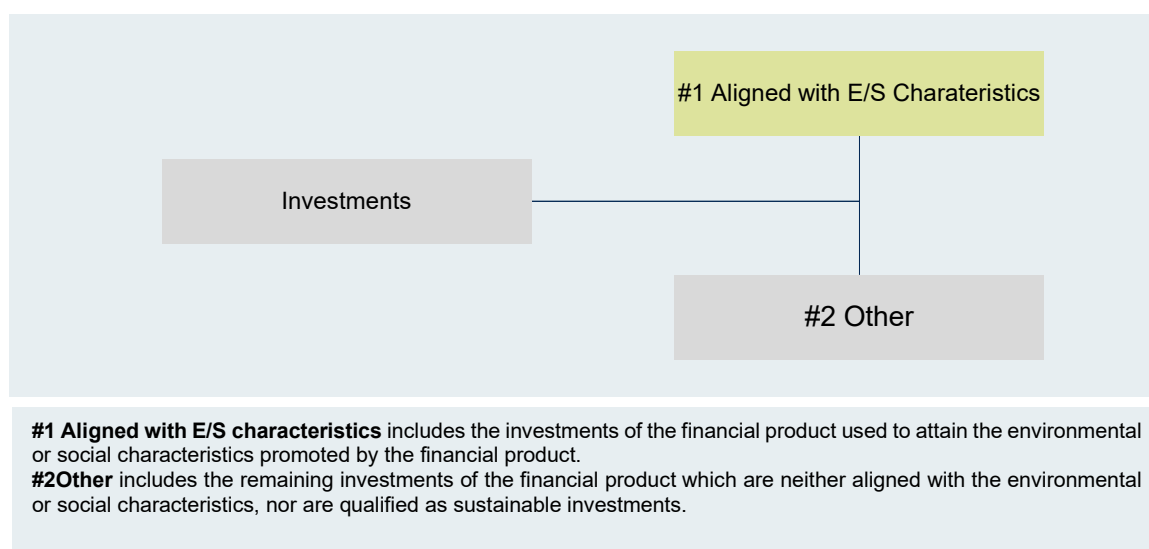 #1 Aligned with E/S Charateristics
Investments
#2 Other
#1 Aligned with E/S characteristics includes the investments of the financial product used to attain the environmental
or social characteristics promoted by the financial product.
#2Other includes the remaining investments of the financial product which are neither aligned with the environmental
or social characteristics, nor are qualified as sustainable investments.